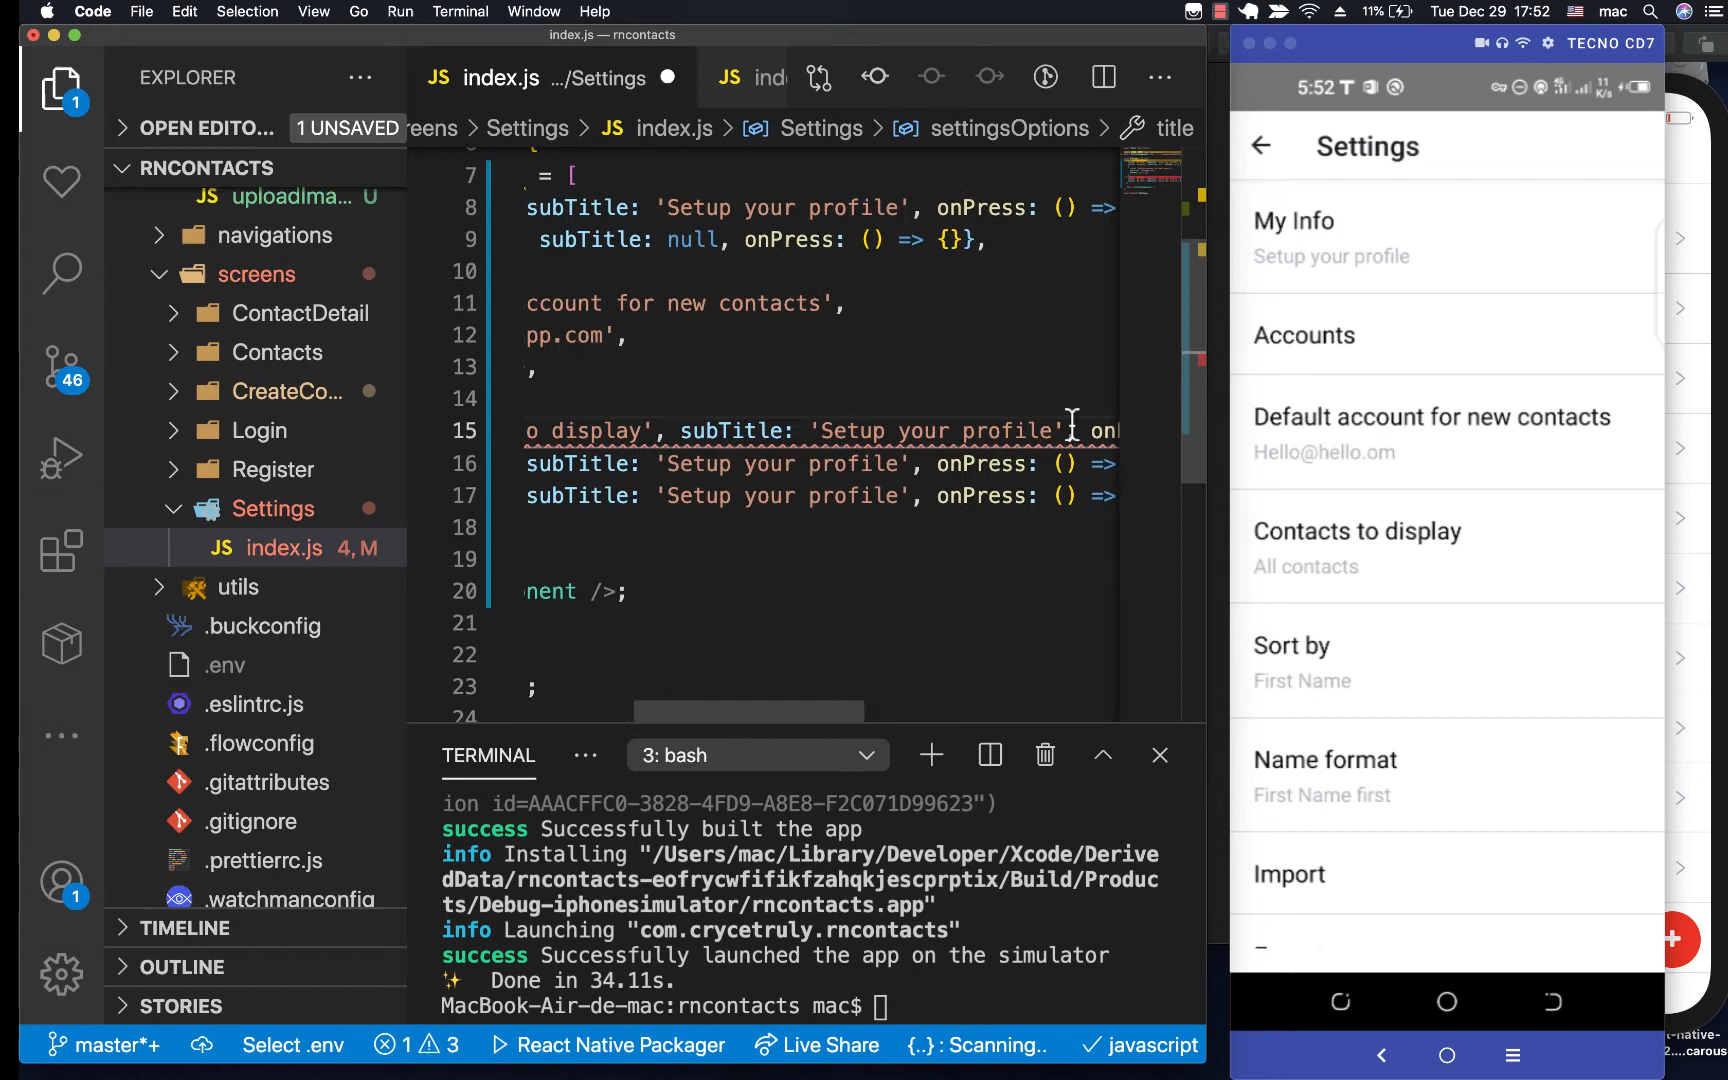 Code File Edit Selection View Go Run Terminal Window Help
11% Tue Dec 29 17:52 mac
index.js — rncontacts
EXPLORER
OPEN EDITO... 1 UNSAVED
RNCONTACTS
JS uploadIma... U
navigations
screens
ContactDetail
Contacts
CreateCo...
Login
Register
Settings
JS index.js 4, M
utils
.buckconfig
.env
.eslintrc.js
.flowconfig
.gitattributes
.gitignore
.prettierrc.js
.watchmanconfig
TIMELINE
OUTLINE
STORIES
1
46
1
JS index.js .../Settings
JS ind
reens > Settings > JS index.js > Settings > settingsOptions > title
7 = [
8 subTitle: 'Setup your profile', onPress: () =>
9 subTitle: null, onPress: () => {}},
10
11 ccount for new contacts',
12 pp.com',
13 ,
14
15 o display', subTitle: 'Setup your profile', on
16 subTitle: 'Setup your profile', onPress: () =>
17 subTitle: 'Setup your profile', onPress: () =>
18
19
20 nent />;
21
22
23 ;
24
TERMINAL 3: bash
ion id=AAACFFC0-3828-4FD9-A8E8-F2C071D99623")
success Successfully built the app
info Installing "/Users/mac/Library/Developer/Xcode/Derive
dData/rncontacts-eofrycwfifikfzahqkjescprptix/Build/Produc
ts/Debug-iphonesimulator/rncontacts.app"
info Launching "com.crycetruly.rncontacts"
success Successfully launched the app on the simulator
✨ Done in 34.11s.
MacBook-Air-de-mac:rncontacts mac$
master*+ Select .env 1 3 React Native Packager Live Share {..} : Scanning.. javascript
TECNO CD7
5:52 T 11 K/s
Settings
My Info
Setup your profile
Accounts
Default account for new contacts
Hello@hello.om
Contacts to display
All contacts
Sort by
First Name
Name format
First Name first
Import
t-native-
2....carous